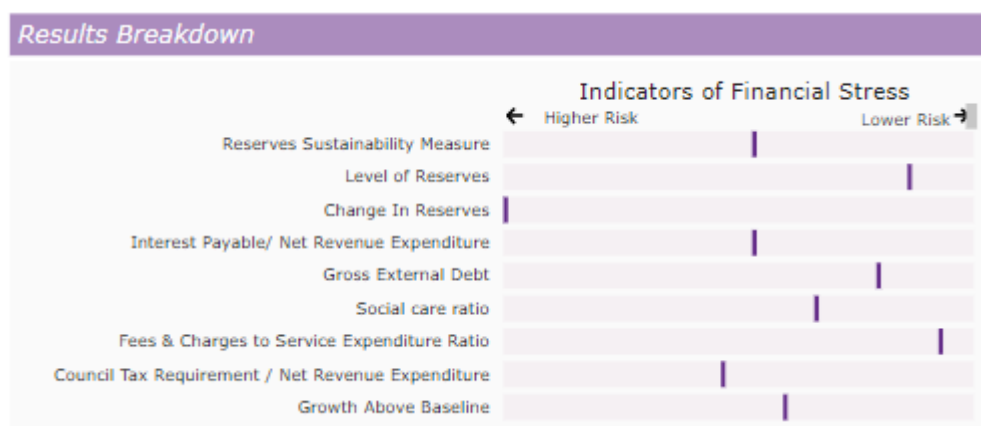 Results Breakdown
Indicators of Financial Stress
Higher Risk
Lower Risk
Reserves Sustainability Measure
Level of Reserves
Change In Reserves
Interest Payable/ Net Revenue Expenditure
Gross External Debt
Social care ratio
Fees & Charges to Service Expenditure Ratio
Council Tax Requirement / Net Revenue Expenditure
Growth Above Baseline